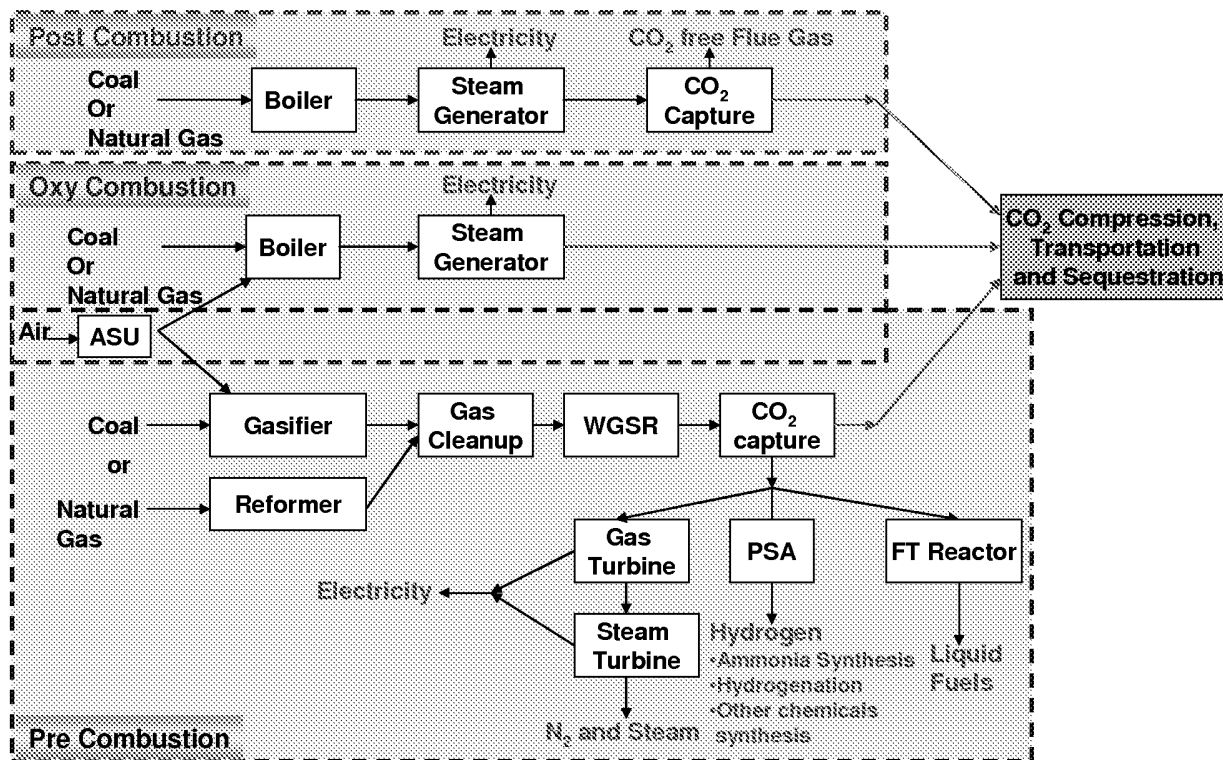 Post Combustion
Electricity
CO2 free Flue Gas
Coal
Or
Natural Gas
Boiler
Steam
Generator
CO2
Capture
Oxy Combustion
Electricity
Coal
Or
Natural Gas
Boiler
Steam
Generator
CO2 Compression,
Transportation
and Sequestration
Air
ASU
Coal
or
Natural
Gas
Gasifier
Reformer
Gas
Cleanup
WGSR
CO2
capture
Gas
Turbine
PSA
FT Reactor
Electricity
Steam
Turbine
Hydrogen
•Ammonia Synthesis
•Hydrogenation
•Other chemicals
synthesis
Liquid
Fuels
N2 and Steam
Pre Combustion